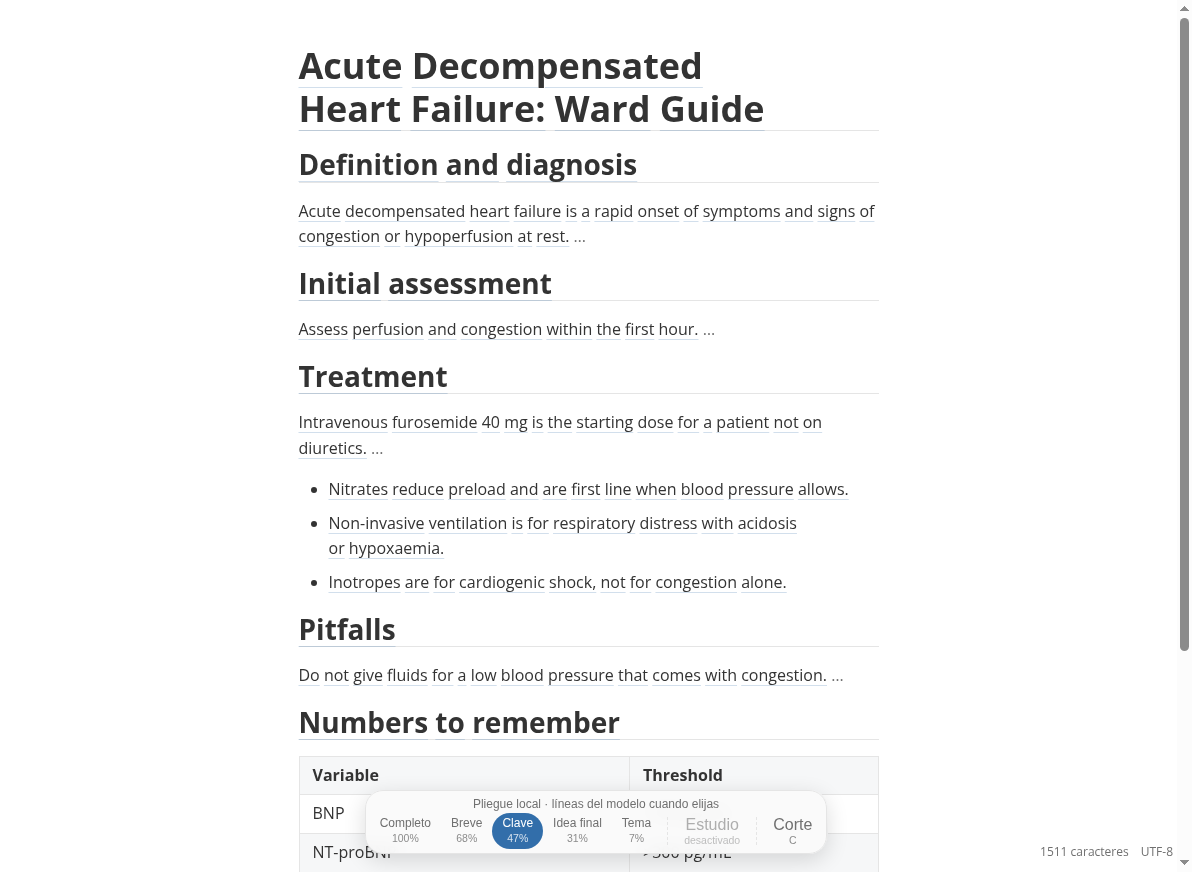 Acute Decompensated
Heart Failure: Ward Guide
Definition and diagnosis
Acute decompensated heart failure is a rapid onset of symptoms and signs of
congestion or hypoperfusion at rest. ...
Initial assessment
Assess perfusion and congestion within the first hour. ...
Treatment
Intravenous furosemide 40 mg is the starting dose for a patient not on
diuretics. ...
• Nitrates reduce preload and are first line when blood pressure allows.
• Non-invasive ventilation is for respiratory distress with acidosis
or hypoxaemia.
• Inotropes are for cardiogenic shock, not for congestion alone.
Pitfalls
Do not give fluids for a low blood pressure that comes with congestion. ...
Numbers to remember
Variable Threshold
BNP
Pliegue local · líneas del modelo cuando elijas
Completo Breve Clave Idea final Tema Estudio Corte
100% 68% 47% 31% 7% desactivado C
NT-proBNP
1511 caracteres UTF-8